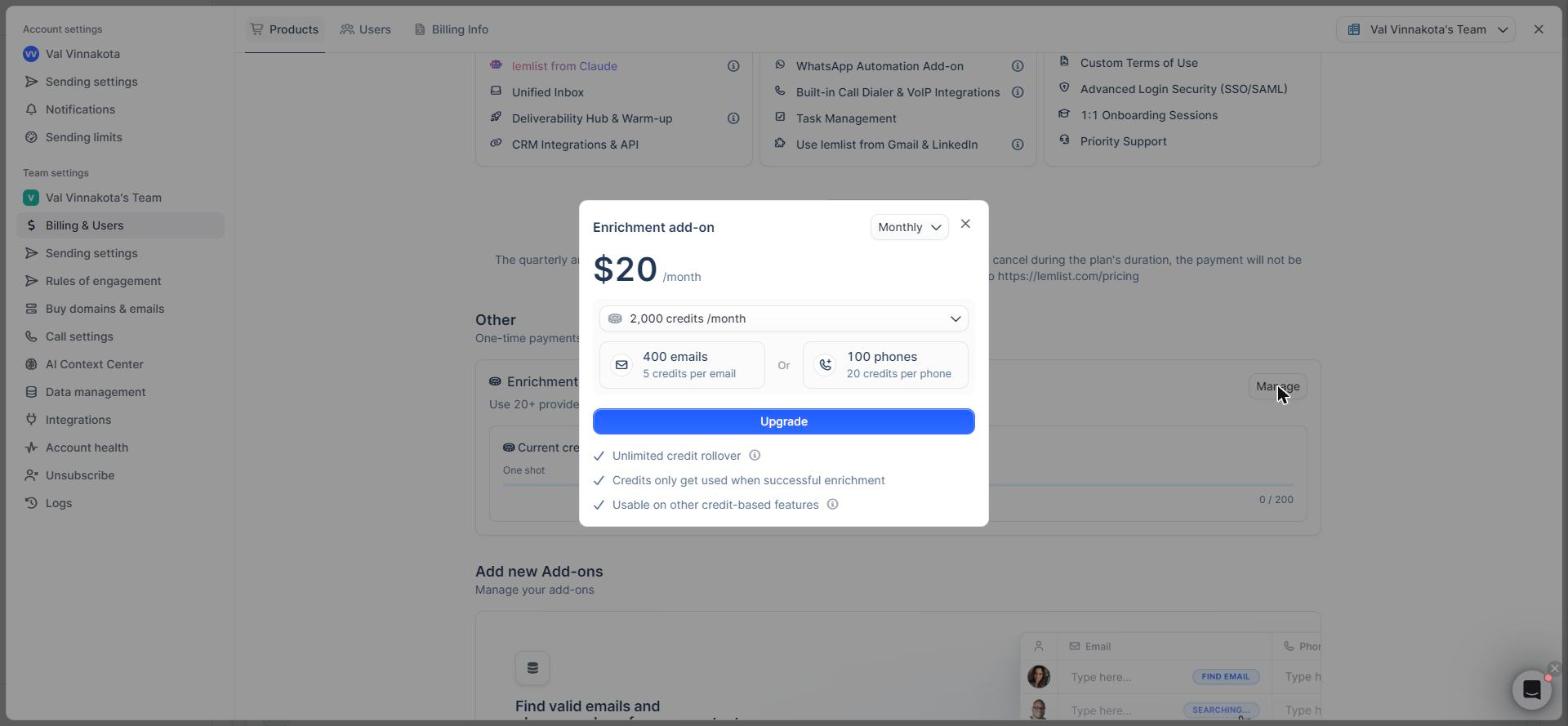 Account settings
VV Val Vinnakota
Sending settings
Notifications
Sending limits
Team settings
V Val Vinnakota's Team
Billing & Users
Sending settings
Rules of engagement
Buy domains & emails
Call settings
AI Context Center
Data management
Integrations
Account health
Unsubscribe
Logs
Products
Users
Billing Info
Val Vinnakota's Team
lemlist from Claude
Unified Inbox
Deliverability Hub & Warm-up
CRM Integrations & API
WhatsApp Automation Add-on
Built-in Call Dialer & VoIP Integrations
Task Management
Use lemlist from Gmail & LinkedIn
Custom Terms of Use
Advanced Login Security (SSO/SAML)
1:1 Onboarding Sessions
Priority Support
The quarterly
cancel during the plan's duration, the payment will not be
https://lemlist.com/pricing
Enrichment add-on
Monthly
$20 /month
2,000 credits /month
400 emails
5 credits per email
Or
100 phones
20 credits per phone
Upgrade
Unlimited credit rollover
Credits only get used when successful enrichment
Usable on other credit-based features
Other
One-time payments
Enrichment
Manage
Use 20+
Current
One shot
0 / 200
Add new Add-ons
Manage your add-ons
Find valid emails and
Email
Type here...
FIND EMAIL
Type h
Type here...
SEARCHING...
Type h